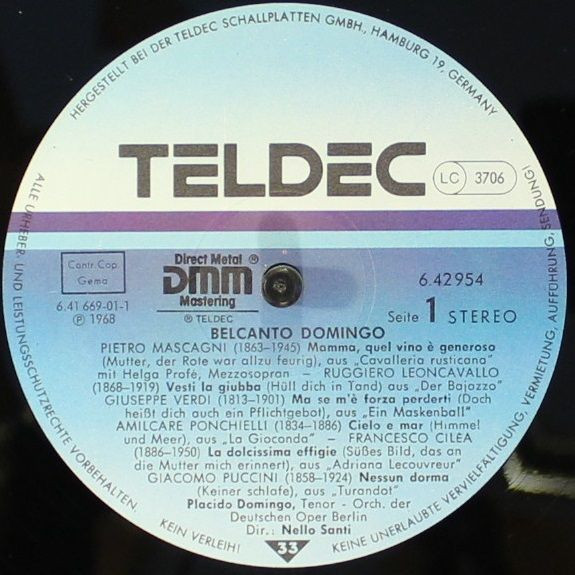 HERGESTELLT BEI DER TELDEC SCHALLPLATTEN GMBH., HAMBURG 19, GERMANY
TELDEC
LC 3706
Contr. Cop.
Gema
6.41 669-01-1
Ⓟ 1968
Direct Metal ®
DMM
Mastering
® TELDEC
6.42954
Seite 1 STEREO
BELCANTO DOMINGO
PIETRO MASCAGNI (1863–1945) Mamma, quel vino è generoso
(Mutter, der Rote war allzu feurig), aus „Cavalleria rusticana"
mit Helga Profé, Mezzosopran – RUGGIERO LEONCAVALLO
(1868–1919) Vesti la giubba (Hüll dich in Tand) aus „Der Bajazzo"
GIUSEPPE VERDI (1813–1901) Ma se m'è forza perderti (Doch
heißt dich auch ein Pflichtgebot), aus „Ein Maskenball"
AMILCARE PONCHIELLI (1834–1886) Cielo e mar (Himmel
und Meer), aus „La Gioconda" – FRANCESCO CILÈA
(1886–1950) La dolcissima effigie (Süßes Bild, das an
die Mutter mich erinnert), aus „Adriana Lecouvreur"
GIACOMO PUCCINI (1858–1924) Nessun dorma
(Keiner schlafe), aus „Turandot"
Placido Domingo, Tenor – Orch. der
Deutschen Oper Berlin
Dir.: Nello Santi
33
ALLE URHEBER- UND LEISTUNGSSCHUTZRECHTE VORBEHALTEN.
KEIN VERLEIH!
KEINE UNERLAUBTE VERVIELFÄLTIGUNG, VERMIETUNG, AUFFÜHRUNG, SENDUNG!